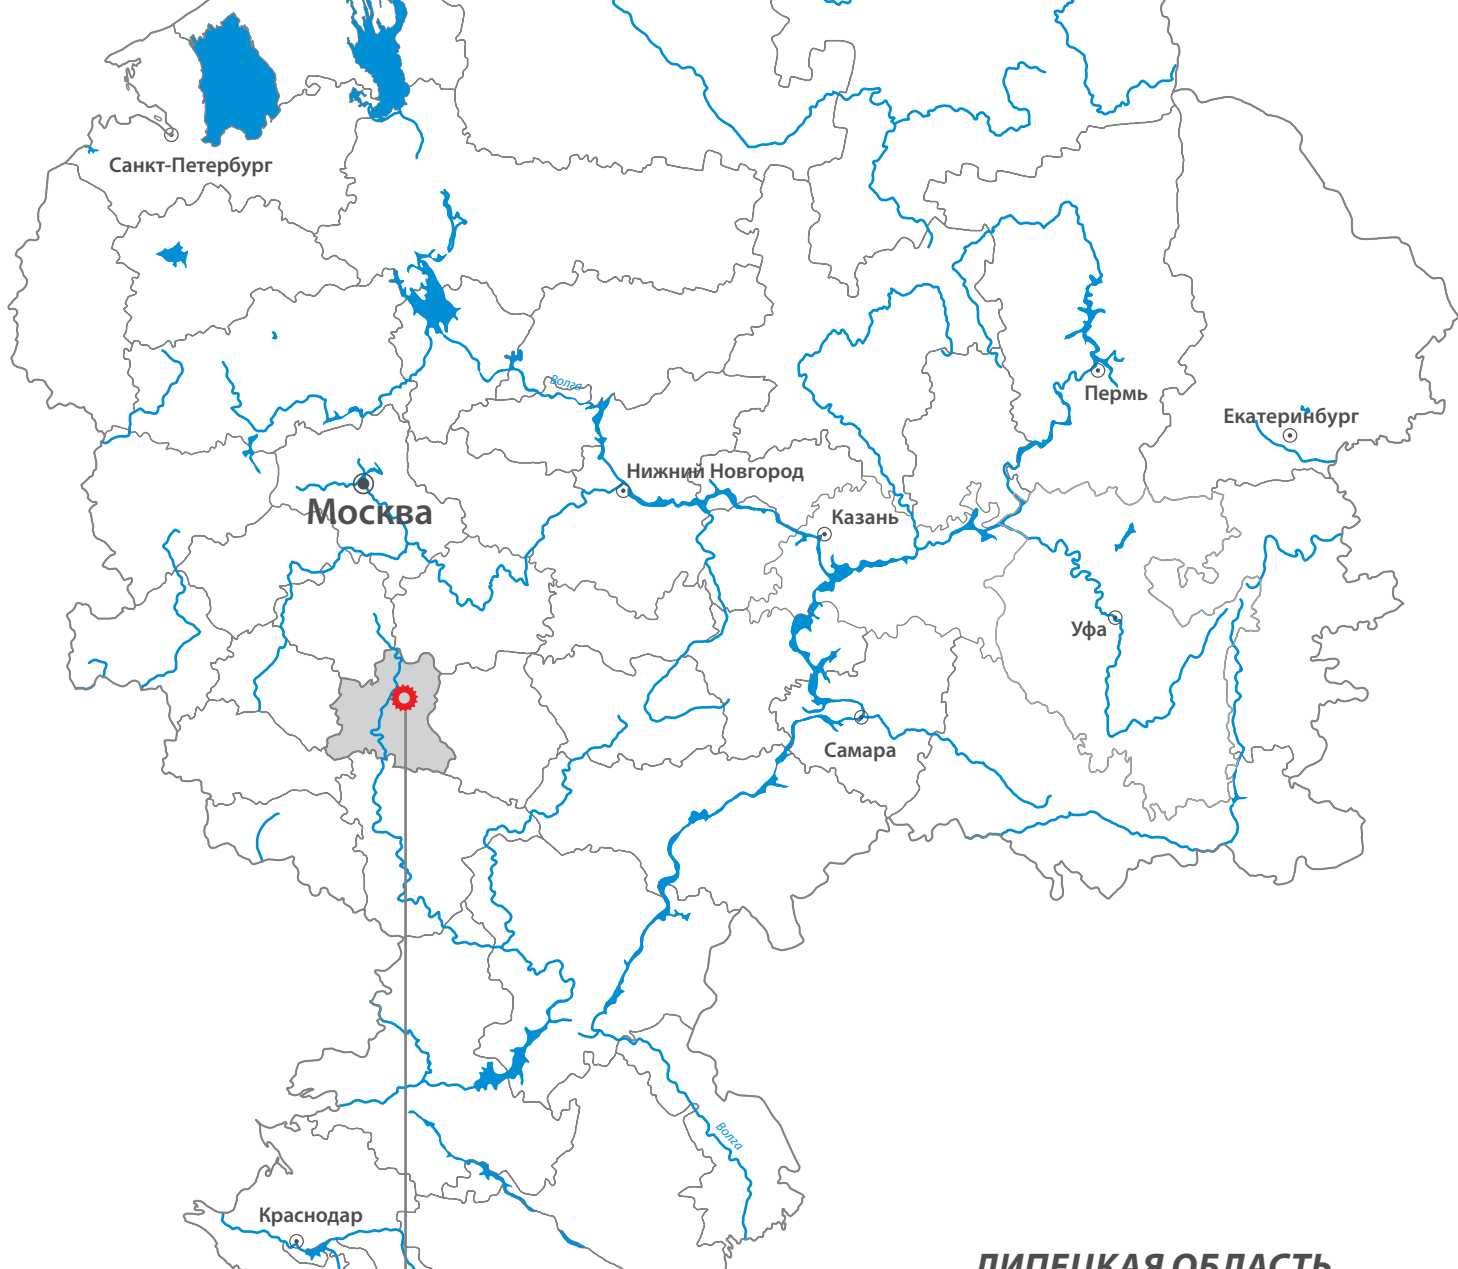 Санкт-Петербург
Волга
Пермь
Екатеринбург
Нижний Новгород
Москва
Казань
Уфа
Самара
Волга
Краснодар
ЛИПЕЦКАЯ ОБЛАСТЬ